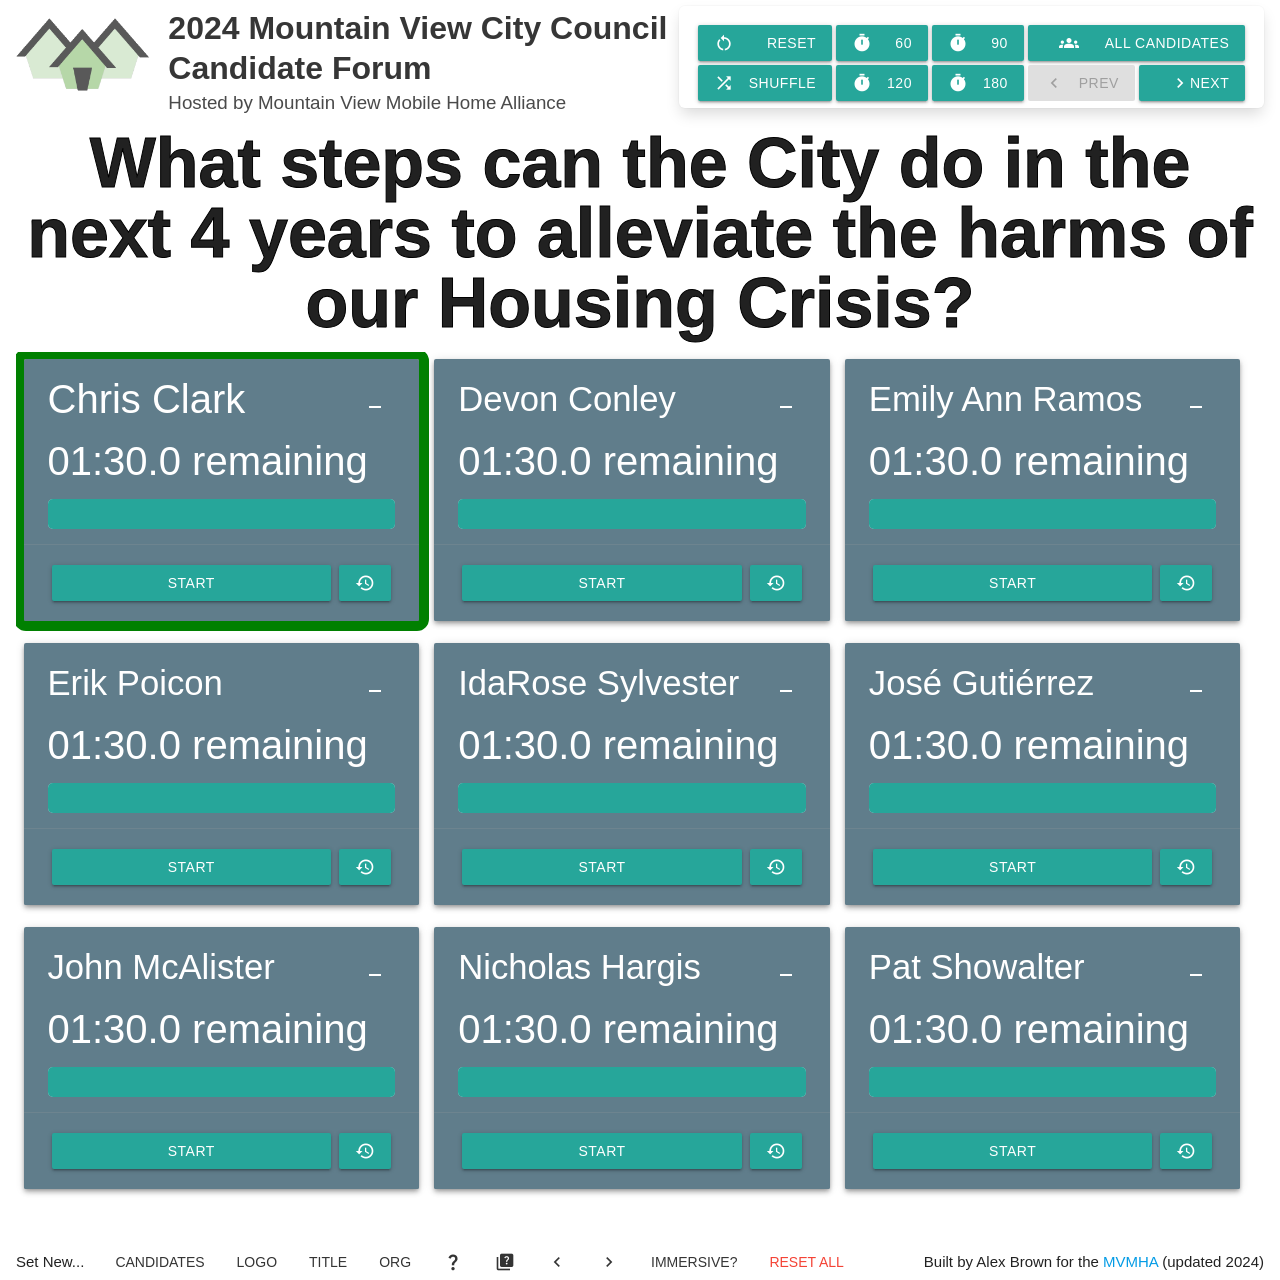 2024 Mountain View City Council
Candidate Forum
Hosted by Mountain View Mobile Home Alliance
RESET 60 90 ALL CANDIDATES
SHUFFLE 120 180 PREV NEXT
What steps can the City do in the
next 4 years to alleviate the harms of
our Housing Crisis?
Chris Clark
01:30.0 remaining
START
Devon Conley
01:30.0 remaining
START
Emily Ann Ramos
01:30.0 remaining
START
Erik Poicon
01:30.0 remaining
START
IdaRose Sylvester
01:30.0 remaining
START
José Gutiérrez
01:30.0 remaining
START
John McAlister
01:30.0 remaining
START
Nicholas Hargis
01:30.0 remaining
START
Pat Showalter
01:30.0 remaining
START
Set New... CANDIDATES LOGO TITLE ORG IMMERSIVE? RESET ALL Built by Alex Brown for the MVMHA (updated 2024)